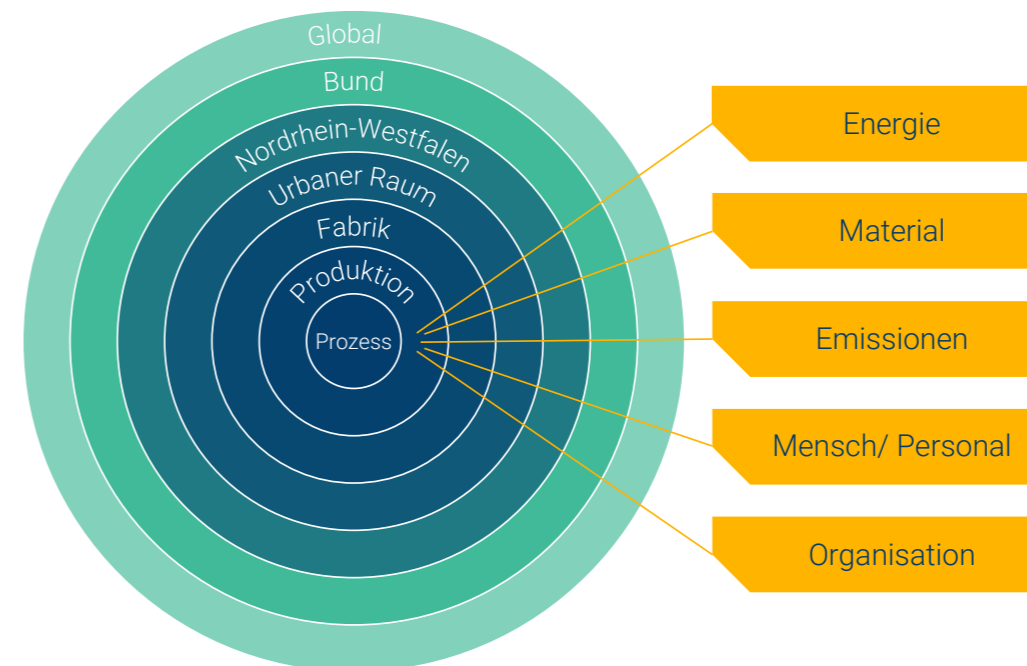 Global
Bund
Nordrhein-Westfalen
Urbaner Raum
Fabrik
Produktion
Prozess
Energie
Material
Emissionen
Mensch/ Personal
Organisation